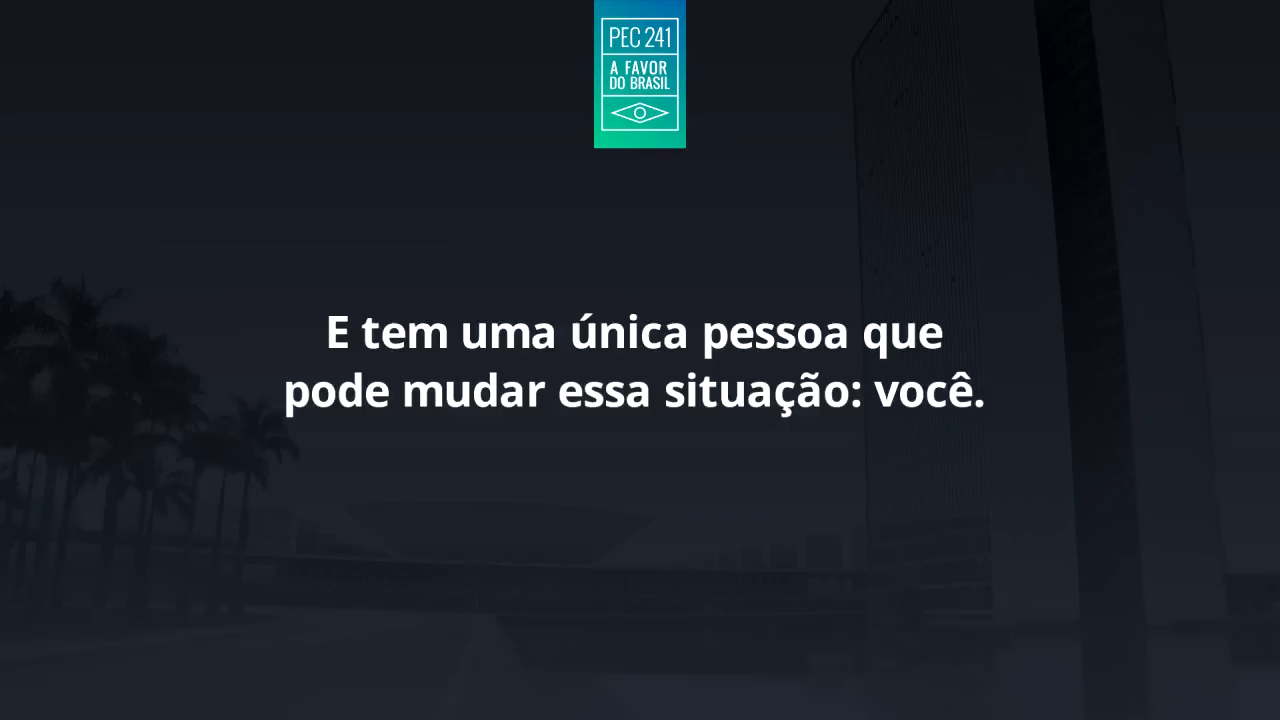 PEC 241
A FAVOR
DO BRASIL
E tem uma única pessoa que
pode mudar essa situação: você.